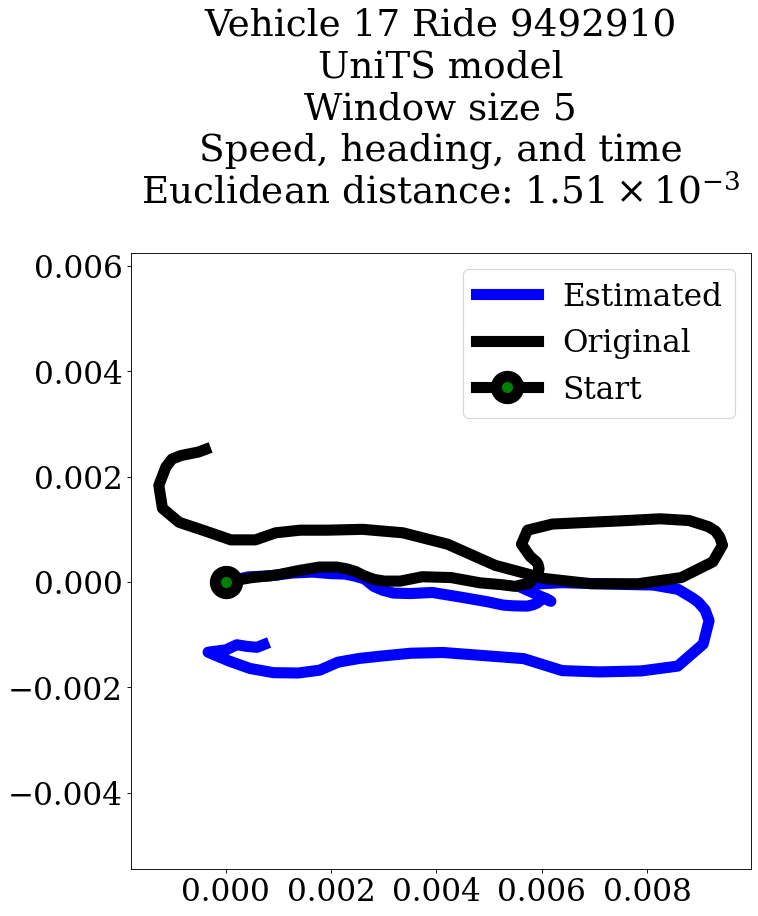 Vehicle 17 Ride 9492910
UniTS model
Window size 5
Speed, heading, and time
Euclidean distance: 1.51 × 10⁻³
Estimated
Original
Start
0.006
0.004
0.002
0.000
−0.002
−0.004
0.000 0.002 0.004 0.006 0.008